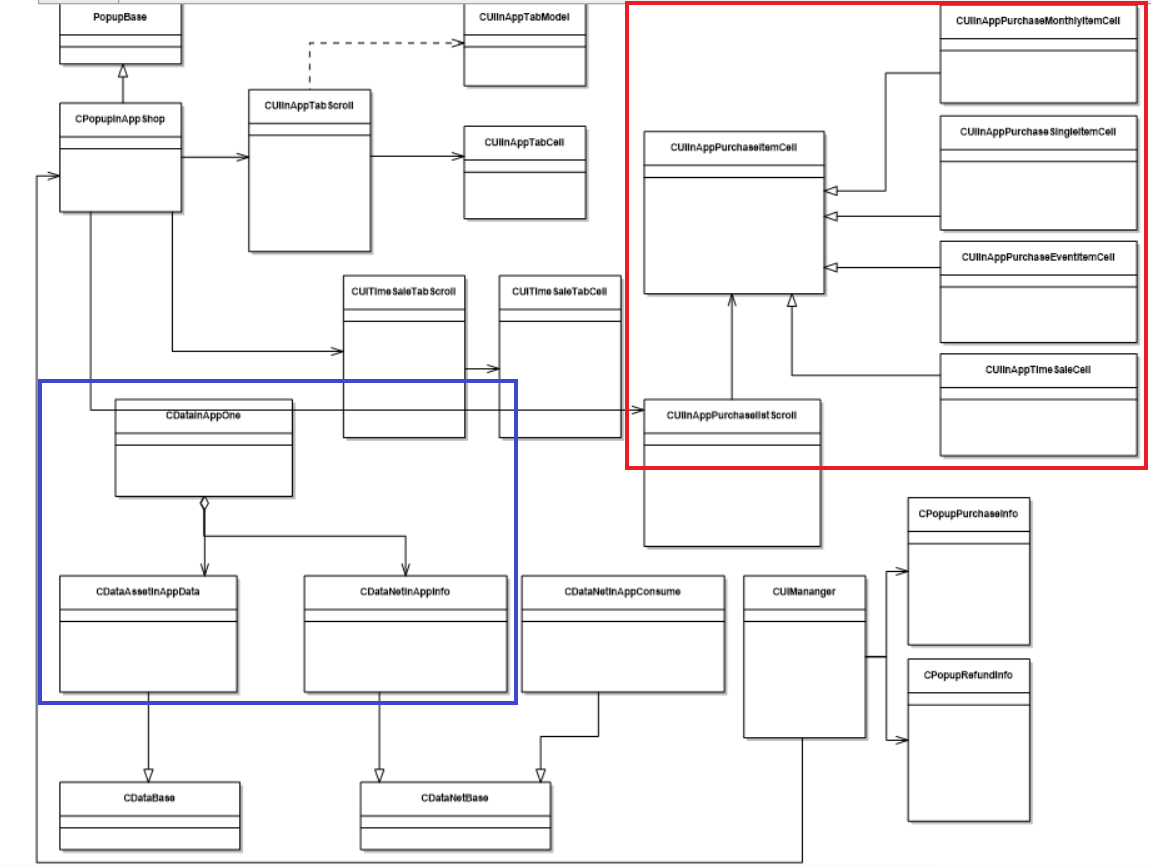 PopupBase
CUIInAppTabModel
CUIInAppPurchaseMonthlyItemCell
CPopupInAppShop
CUIInAppTabScroll
CUIInAppTabCell
CUIInAppPurchaseItemCell
CUIInAppPurchaseSingleItemCell
CUIInAppPurchaseEventItemCell
CUITimeSaleTabScroll
CUITimeSaleTabCell
CUIInAppTimeSaleCell
CDataInAppOne
CUIInAppPurchaselistScroll
CPopupPurchaseInfo
CDataAssetInAppData
CDataNetInAppInfo
CDataNetInAppConsume
CUIMananger
CPopupRefundInfo
CDataBase
CDataNetBase